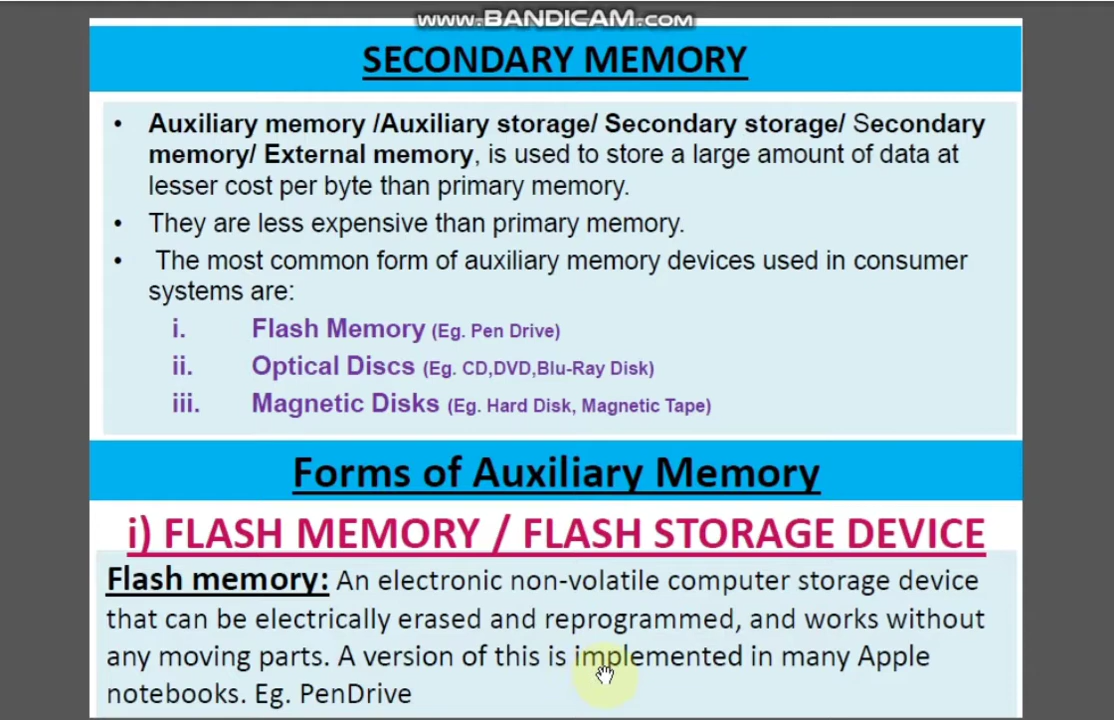 WWW.BANDICAM.COM
SECONDARY MEMORY
• Auxiliary memory /Auxiliary storage/ Secondary storage/ Secondary
memory/ External memory, is used to store a large amount of data at
lesser cost per byte than primary memory.
• They are less expensive than primary memory.
• The most common form of auxiliary memory devices used in consumer
systems are:
i. Flash Memory (Eg. Pen Drive)
ii. Optical Discs (Eg. CD,DVD,Blu-Ray Disk)
iii. Magnetic Disks (Eg. Hard Disk, Magnetic Tape)
Forms of Auxiliary Memory
i) FLASH MEMORY / FLASH STORAGE DEVICE
Flash memory: An electronic non-volatile computer storage device
that can be electrically erased and reprogrammed, and works without
any moving parts. A version of this is implemented in many Apple
notebooks. Eg. PenDrive